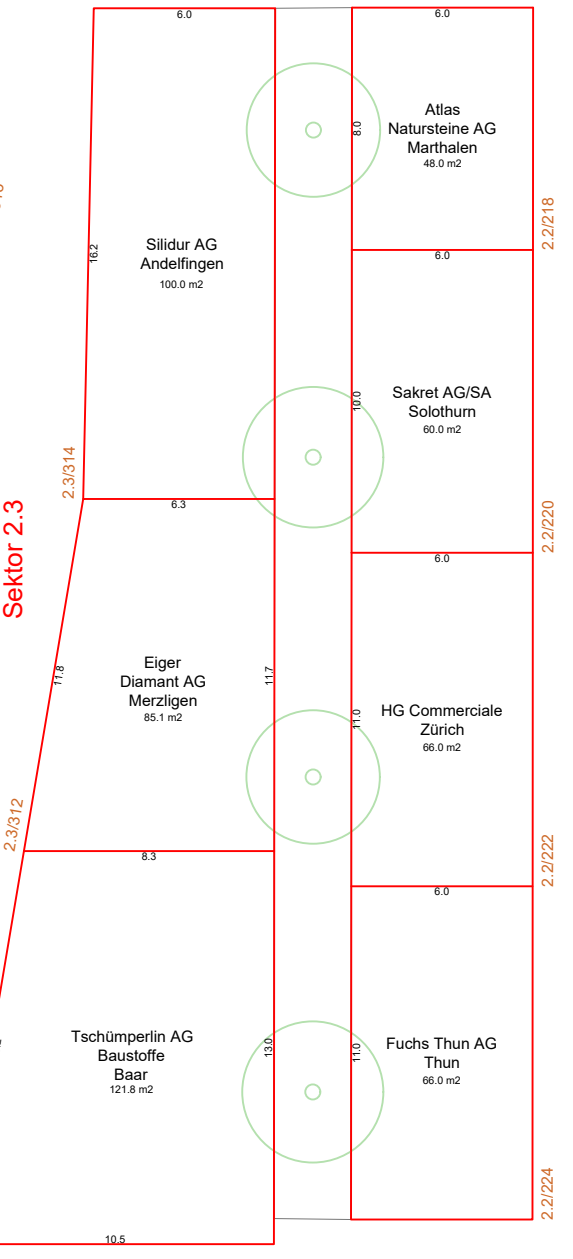 6.0
6.0
Atlas
Natursteine AG
Marthalen
48.0 m2
8.0
2.2/218
Silidur AG
Andelfingen
100.0 m2
16.2
6.0
Sakret AG/SA
Solothurn
60.0 m2
10.0
2.3/314
6.3
2.2/220
Sektor 2.3
6.0
Eiger
Diamant AG
Merzligen
85.1 m2
11.8
11.7
HG Commerciale
Zürich
66.0 m2
11.0
2.3/312
8.3
2.2/222
6.0
Tschümperlin AG
Baustoffe
Baar
121.8 m2
13.0
Fuchs Thun AG
Thun
66.0 m2
11.0
2.2/224
10.5